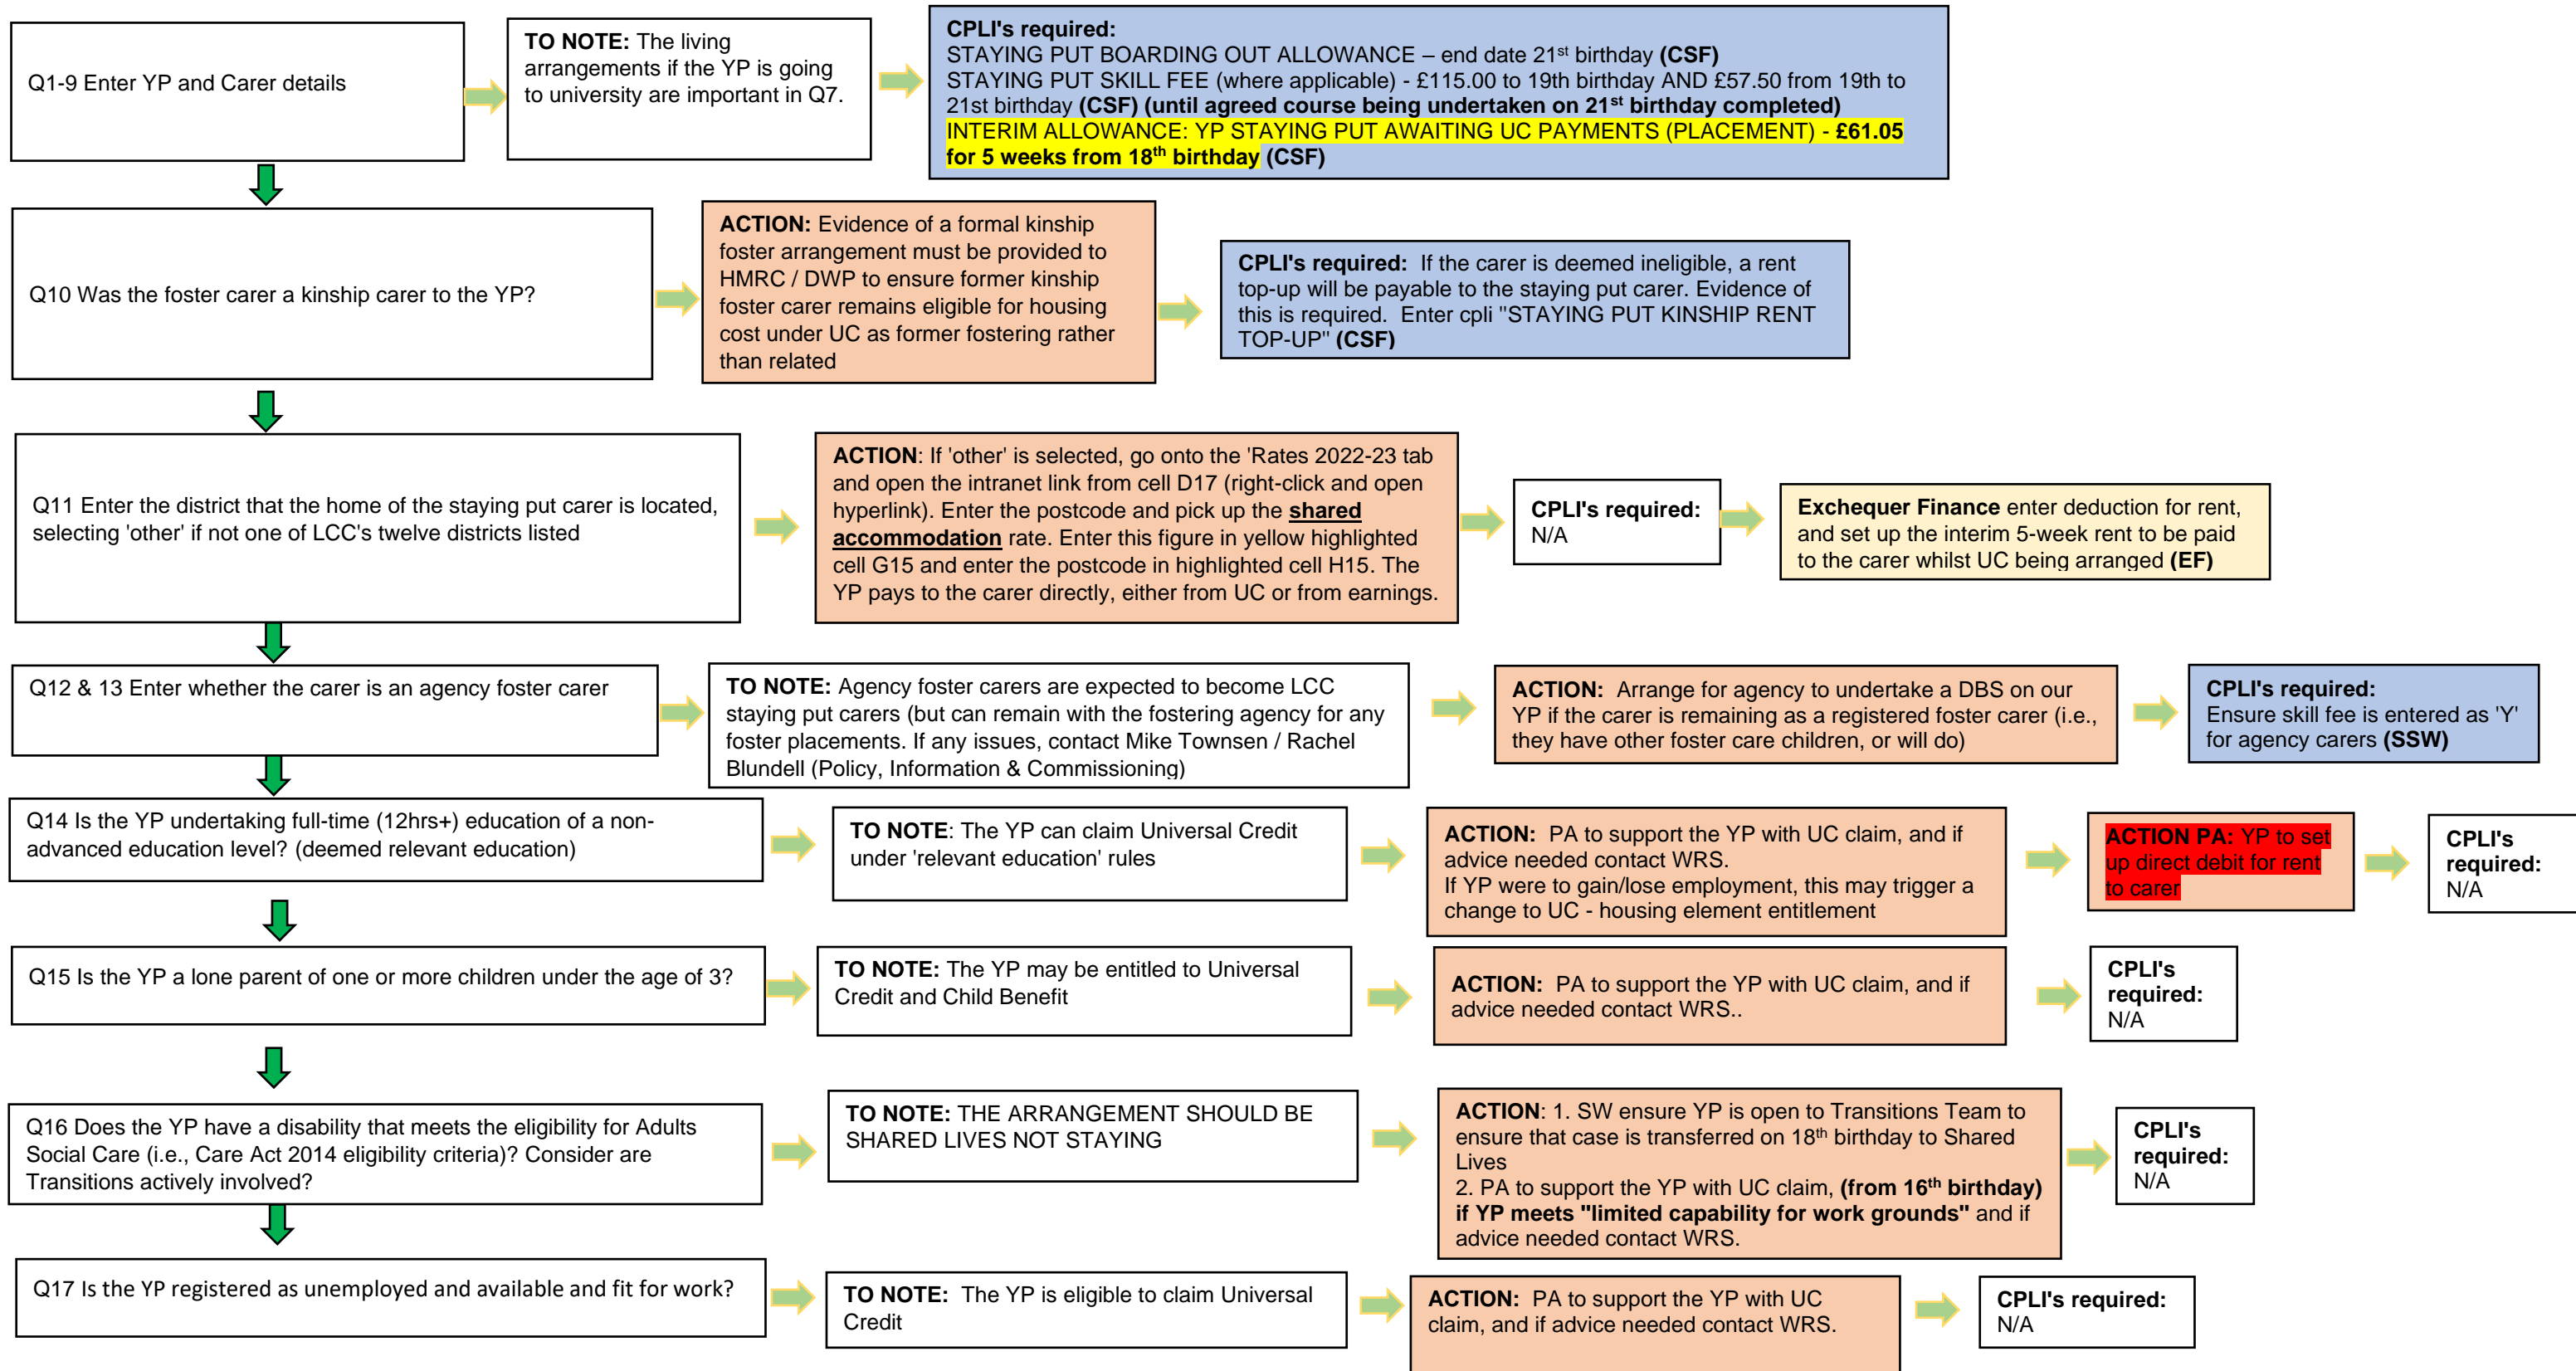 Q1-9 Enter YP and Carer details
TO NOTE: The living
arrangements if the YP is going
to university are important in Q7.
CPLI's required:
STAYING PUT BOARDING OUT ALLOWANCE – end date 21st birthday (CSF)
STAYING PUT SKILL FEE (where applicable) - £115.00 to 19th birthday AND £57.50 from 19th to
21st birthday (CSF) (until agreed course being undertaken on 21st birthday completed)
INTERIM ALLOWANCE: YP STAYING PUT AWAITING UC PAYMENTS (PLACEMENT) - £61.05
for 5 weeks from 18th birthday (CSF)
Q10 Was the foster carer a kinship carer to the YP?
ACTION: Evidence of a formal kinship
foster arrangement must be provided to
HMRC / DWP to ensure former kinship
foster carer remains eligible for housing
cost under UC as former fostering rather
than related
CPLI's required: If the carer is deemed ineligible, a rent
top-up will be payable to the staying put carer. Evidence of
this is required. Enter cpli "STAYING PUT KINSHIP RENT
TOP-UP" (CSF)
Q11 Enter the district that the home of the staying put carer is located,
selecting 'other' if not one of LCC's twelve districts listed
ACTION: If 'other' is selected, go onto the 'Rates 2022-23 tab
and open the intranet link from cell D17 (right-click and open
hyperlink). Enter the postcode and pick up the shared
accommodation rate. Enter this figure in yellow highlighted
cell G15 and enter the postcode in highlighted cell H15. The
YP pays to the carer directly, either from UC or from earnings.
CPLI's required:
N/A
Exchequer Finance enter deduction for rent,
and set up the interim 5-week rent to be paid
to the carer whilst UC being arranged (EF)
Q12 & 13 Enter whether the carer is an agency foster carer
TO NOTE: Agency foster carers are expected to become LCC
staying put carers (but can remain with the fostering agency for any
foster placements. If any issues, contact Mike Townsen / Rachel
Blundell (Policy, Information & Commissioning)
ACTION: Arrange for agency to undertake a DBS on our
YP if the carer is remaining as a registered foster carer (i.e.,
they have other foster care children, or will do)
CPLI's required:
Ensure skill fee is entered as 'Y'
for agency carers (SSW)
Q14 Is the YP undertaking full-time (12hrs+) education of a non-
advanced education level? (deemed relevant education)
TO NOTE: The YP can claim Universal Credit
under 'relevant education' rules
ACTION: PA to support the YP with UC claim, and if
advice needed contact WRS.
If YP were to gain/lose employment, this may trigger a
change to UC - housing element entitlement
ACTION PA: YP to set
up direct debit for rent
to carer
CPLI's
required:
N/A
Q15 Is the YP a lone parent of one or more children under the age of 3?
TO NOTE: The YP may be entitled to Universal
Credit and Child Benefit
ACTION: PA to support the YP with UC claim, and if
advice needed contact WRS..
CPLI's
required:
N/A
Q16 Does the YP have a disability that meets the eligibility for Adults
Social Care (i.e., Care Act 2014 eligibility criteria)? Consider are
Transitions actively involved?
TO NOTE: THE ARRANGEMENT SHOULD BE
SHARED LIVES NOT STAYING
ACTION: 1. SW ensure YP is open to Transitions Team to
ensure that case is transferred on 18th birthday to Shared
Lives
2. PA to support the YP with UC claim, (from 16th birthday)
if YP meets "limited capability for work grounds" and if
advice needed contact WRS.
CPLI's
required:
N/A
Q17 Is the YP registered as unemployed and available and fit for work?
TO NOTE: The YP is eligible to claim Universal
Credit
ACTION: PA to support the YP with UC
claim, and if advice needed contact WRS.
CPLI's required:
N/A